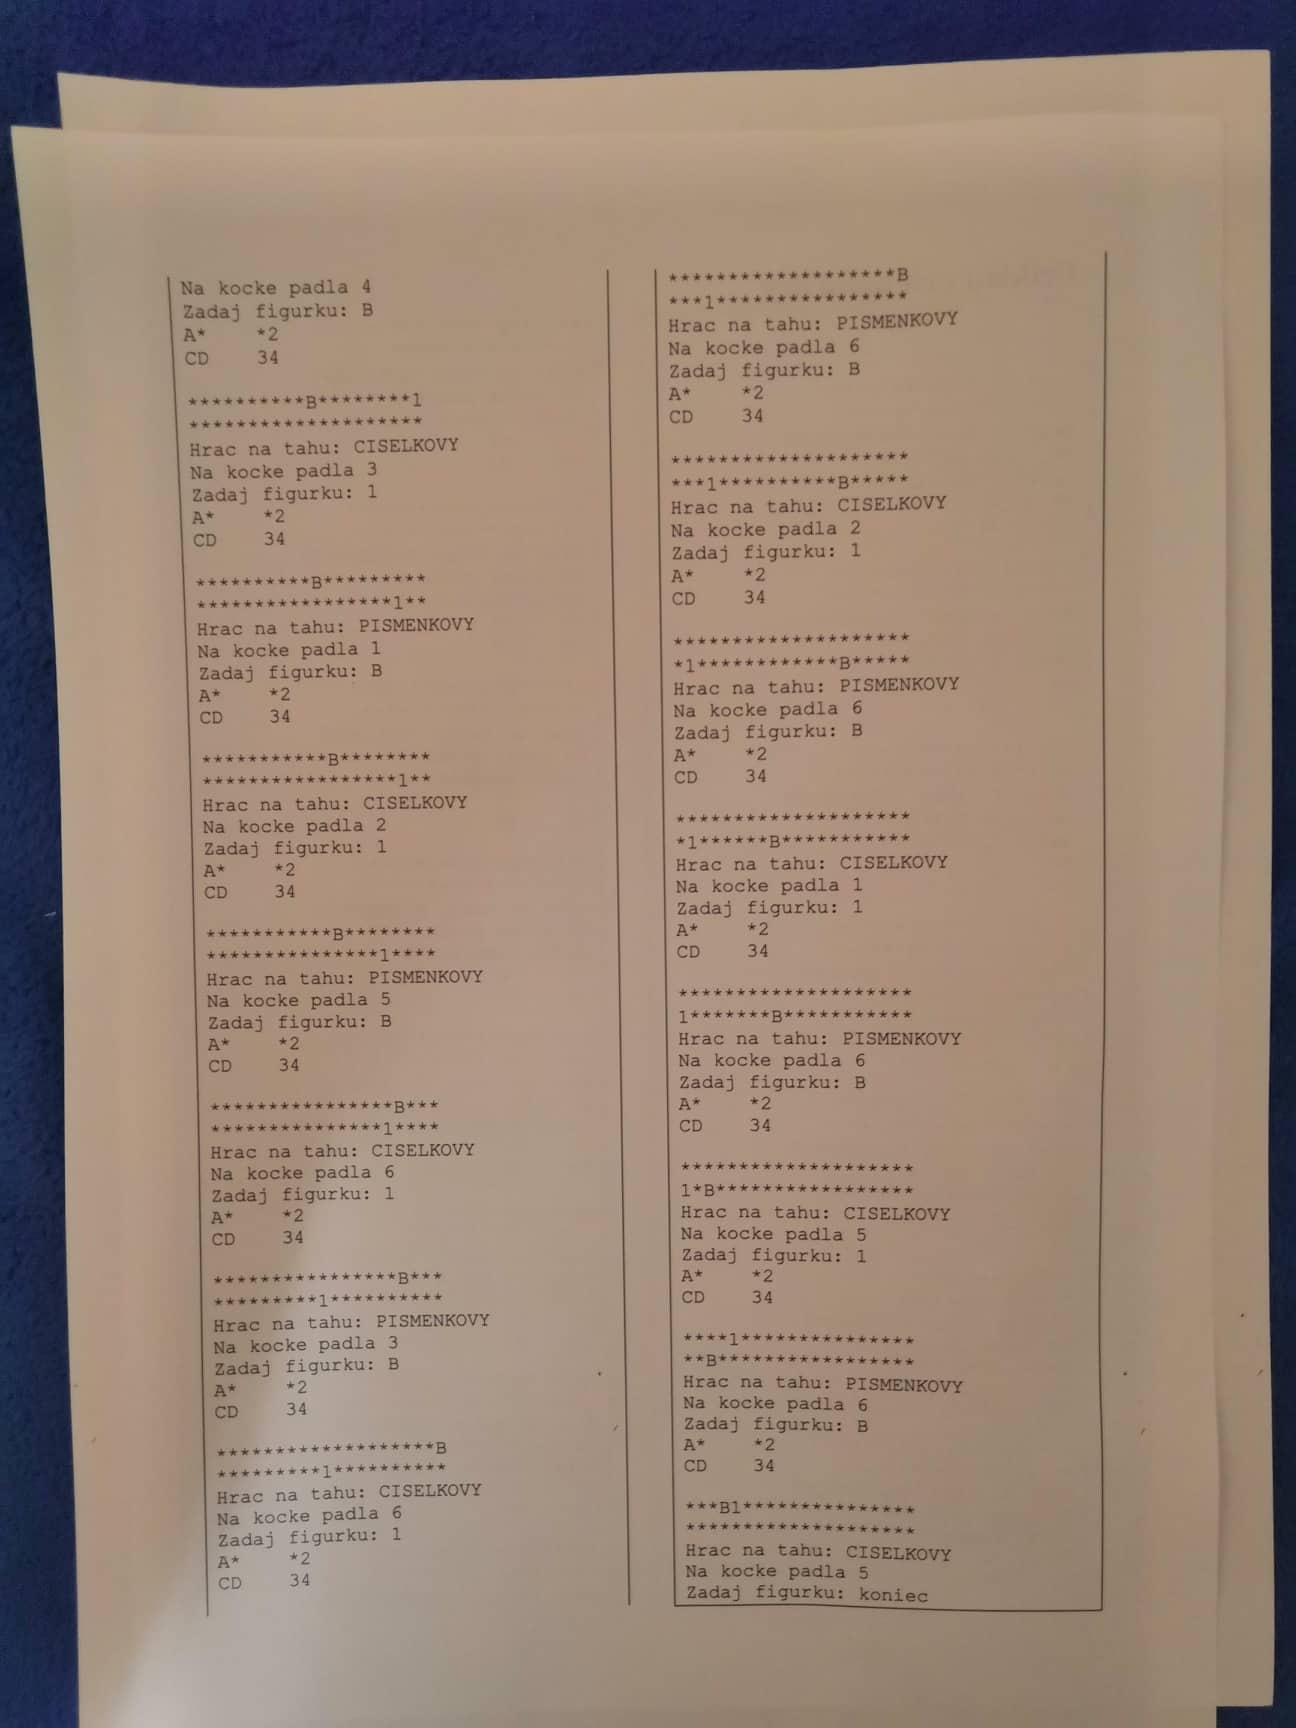 Na kocke padla 4
Zadaj figurku: B
A*    *2
CD    34
**********B********1
********************
Hrac na tahu: CISELKOVY
Na kocke padla 3
Zadaj figurku: 1
A*    *2
CD    34
**********B*********
*****************1**
Hrac na tahu: PISMENKOVY
Na kocke padla 1
Zadaj figurku: B
A*    *2
CD    34
***********B********
*****************1**
Hrac na tahu: CISELKOVY
Na kocke padla 2
Zadaj figurku: 1
A*    *2
CD    34
***********B********
***************1****
Hrac na tahu: PISMENKOVY
Na kocke padla 5
Zadaj figurku: B
A*    *2
CD    34
****************B***
***************1****
Hrac na tahu: CISELKOVY
Na kocke padla 6
Zadaj figurku: 1
A*    *2
CD    34
****************B***
*********1**********
Hrac na tahu: PISMENKOVY
Na kocke padla 3
Zadaj figurku: B
A*    *2
CD    34
*******************B
*********1**********
Hrac na tahu: CISELKOVY
Na kocke padla 6
Zadaj figurku: 1
A*    *2
CD    34
*******************B
***1****************
Hrac na tahu: PISMENKOVY
Na kocke padla 6
Zadaj figurku: B
A*    *2
CD    34
********************
***1**********B*****
Hrac na tahu: CISELKOVY
Na kocke padla 2
Zadaj figurku: 1
A*    *2
CD    34
********************
*1************B*****
Hrac na tahu: PISMENKOVY
Na kocke padla 6
Zadaj figurku: B
A*    *2
CD    34
********************
*1******B***********
Hrac na tahu: CISELKOVY
Na kocke padla 1
Zadaj figurku: 1
A*    *2
CD    34
********************
1*******B***********
Hrac na tahu: PISMENKOVY
Na kocke padla 6
Zadaj figurku: B
A*    *2
CD    34
********************
1*B*****************
Hrac na tahu: CISELKOVY
Na kocke padla 5
Zadaj figurku: 1
A*    *2
CD    34
****1***************
**B*****************
Hrac na tahu: PISMENKOVY
Na kocke padla 6
Zadaj figurku: B
A*    *2
CD    34
***B1***************
********************
Hrac na tahu: CISELKOVY
Na kocke padla 5
Zadaj figurku: koniec